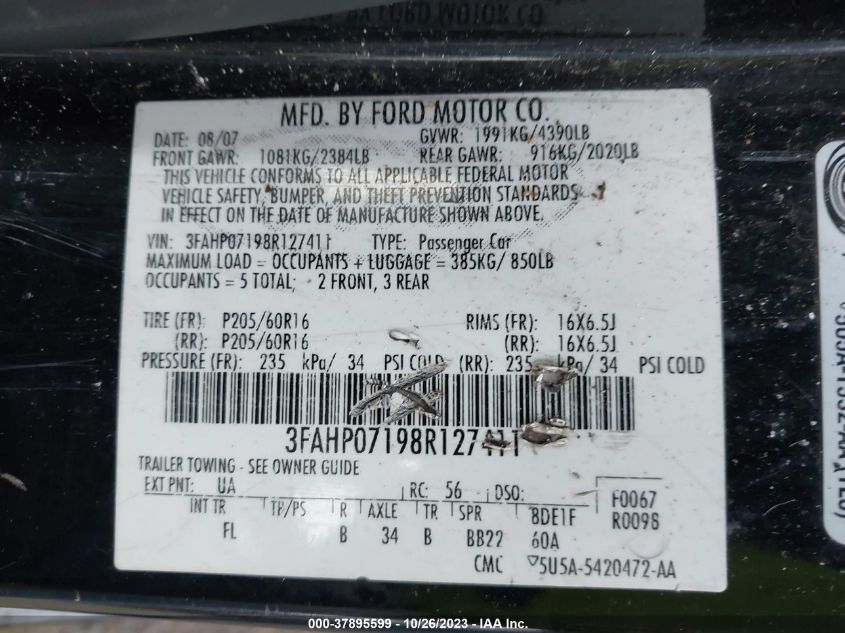 MFD. BY FORD MOTOR CO.
DATE: 08/07 GVWR: 1991KG/4390LB
FRONT GAWR: 1081KG/2384LB REAR GAWR: 916KG/2020LB
THIS VEHICLE CONFORMS TO ALL APPLICABLE FEDERAL MOTOR
VEHICLE SAFETY, BUMPER, AND THEFT PREVENTION STANDARDS
IN EFFECT ON THE DATE OF MANUFACTURE SHOWN ABOVE.
VIN: 3FAHP07198R127411 TYPE: Passenger Car
MAXIMUM LOAD = OCCUPANTS + LUGGAGE = 385KG/ 850LB
OCCUPANTS = 5 TOTAL; 2 FRONT, 3 REAR
TIRE (FR): P205/60R16 RIMS (FR): 16X6.5J
(RR): P205/60R16 (RR): 16X6.5J
PRESSURE (FR): 235 kPa/ 34 PSI COLD (RR): 235 kPa/ 34 PSI COLD
3FAHP07198R127411
TRAILER TOWING - SEE OWNER GUIDE
EXT PNT: UA RC: 56 DSO: F0067
INT TR TP/PS R AXLE TR SPR 8DE1F R0098
FL B 34 B BB22 60A
CMC 5U5A-5420472-AA
000-37895599 - 10/26/2023 - IAA Inc.